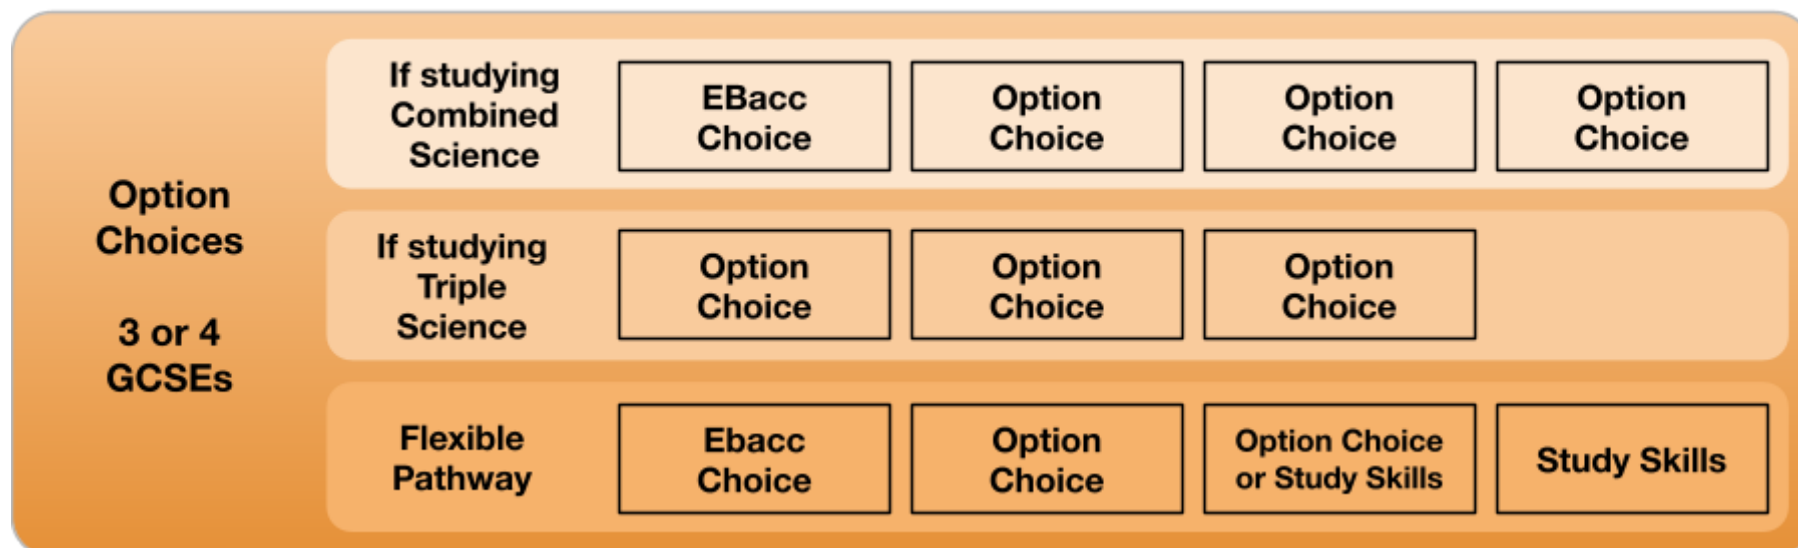 Option
Choices
3 or 4
GCSEs
If studying
Combined
Science
EBacc
Choice
Option
Choice
Option
Choice
Option
Choice
If studying
Triple
Science
Option
Choice
Option
Choice
Option
Choice
Flexible
Pathway
Ebacc
Choice
Option
Choice
Option Choice
or Study Skills
Study Skills